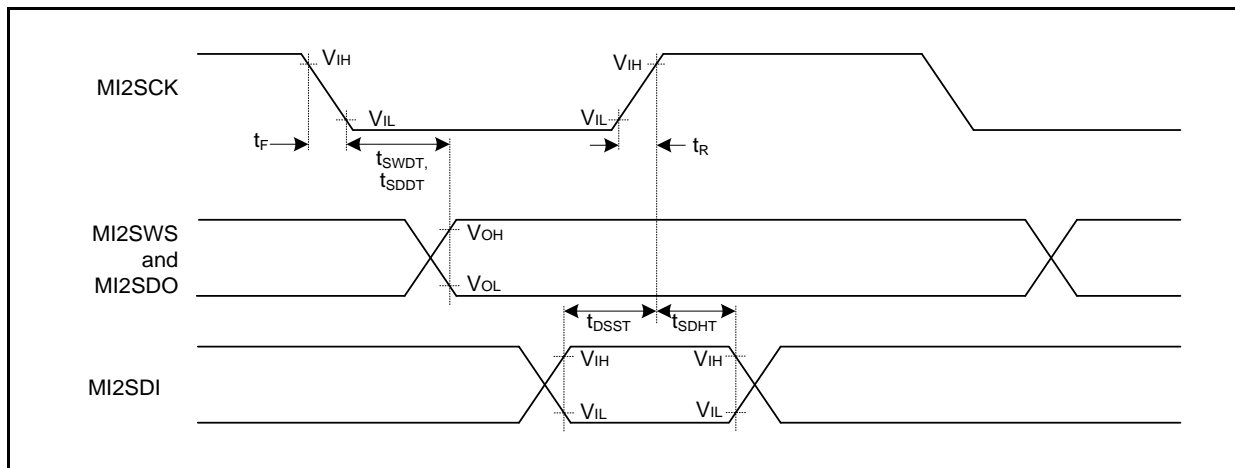 MI2SCK
VIH
VIL
tF
tSWDT,
tSDDT
VIH
VIL
tR
MI2SWS
and
MI2SDO
VOH
VOL
tDSST
tSDHT
MI2SDI
VIH
VIL
VIH
VIL